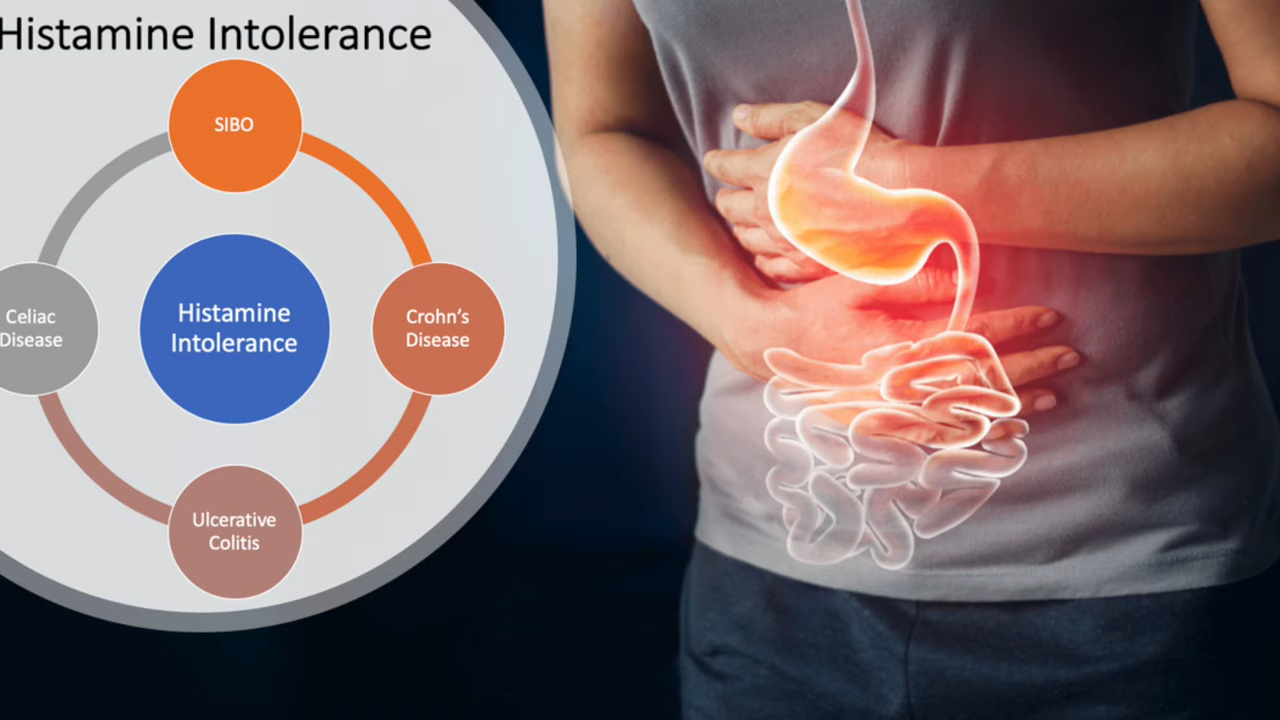 Histamine Intolerance
SIBO
Celiac
Disease
Histamine
Intolerance
Crohn's
Disease
Ulcerative
Colitis